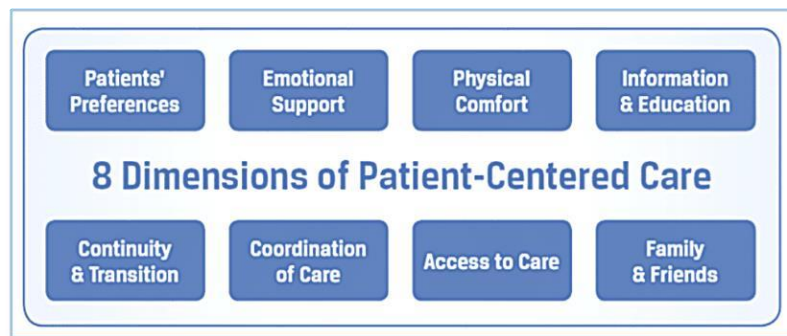 Patients'
Preferences
Emotional
Support
Physical
Comfort
Information
& Education
8 Dimensions of Patient-Centered Care
Continuity
& Transition
Coordination
of Care
Access to Care
Family
& Friends